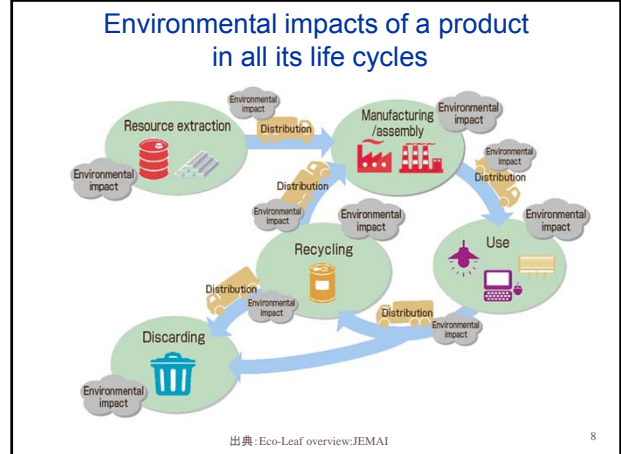 Environmental impacts of a product
in all its life cycles
Environmental
impact
Resource extraction
Distribution
Environmental
impact
Manufacturing
/assembly
Environmental
impact
Environmental
impact
Distribution
Distribution
Environmental
impact
Environmental
impact
Recycling
Environmental
impact
Use
Distribution
Environmental
impact
Distribution
Environmental
impact
Discarding
Environmental
impact
出典:Eco-Leaf overview:JEMAI
8